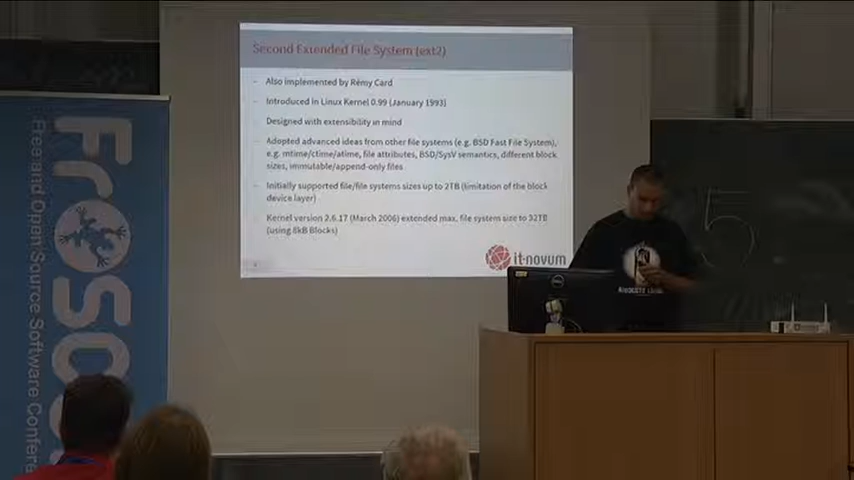 Second Extended File System (ext2)
Also implemented by Rémy Card
Introduced in Linux Kernel 0.99 (January 1993)
Designed with extensibility in mind
Adopted advanced ideas from other file systems (e.g. BSD Fast File System),
e.g. mtime/ctime/atime, file attributes, BSD/SysV semantics, different block
sizes, immutable/append-only files
Initially supported file/file systems sizes up to 2TB (limitation of the block
device layer)
Kernel version 2.6.17 (March 2006) extended max. file system size to 32TB
(using 8kB Blocks)
it-novum
FrOSCo
Free and Open Source Software Confere
DELL
5